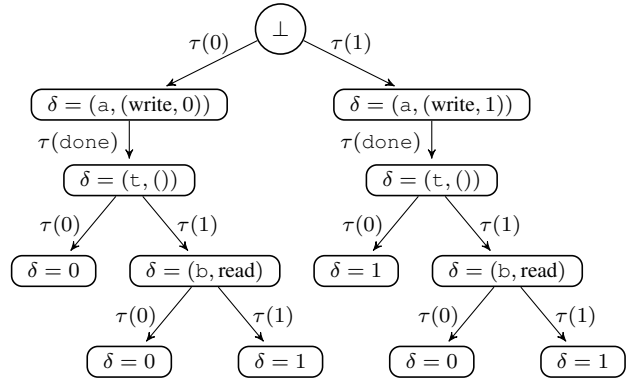 ⊥
τ(0) τ(1)
δ = (a, (write, 0)) δ = (a, (write, 1))
τ(done) τ(done)
δ = (t, ()) δ = (t, ())
τ(0) τ(1) τ(0) τ(1)
δ = 0 δ = (b, read) δ = 1 δ = (b, read)
τ(0) τ(1) τ(0) τ(1)
δ = 0 δ = 1 δ = 0 δ = 1